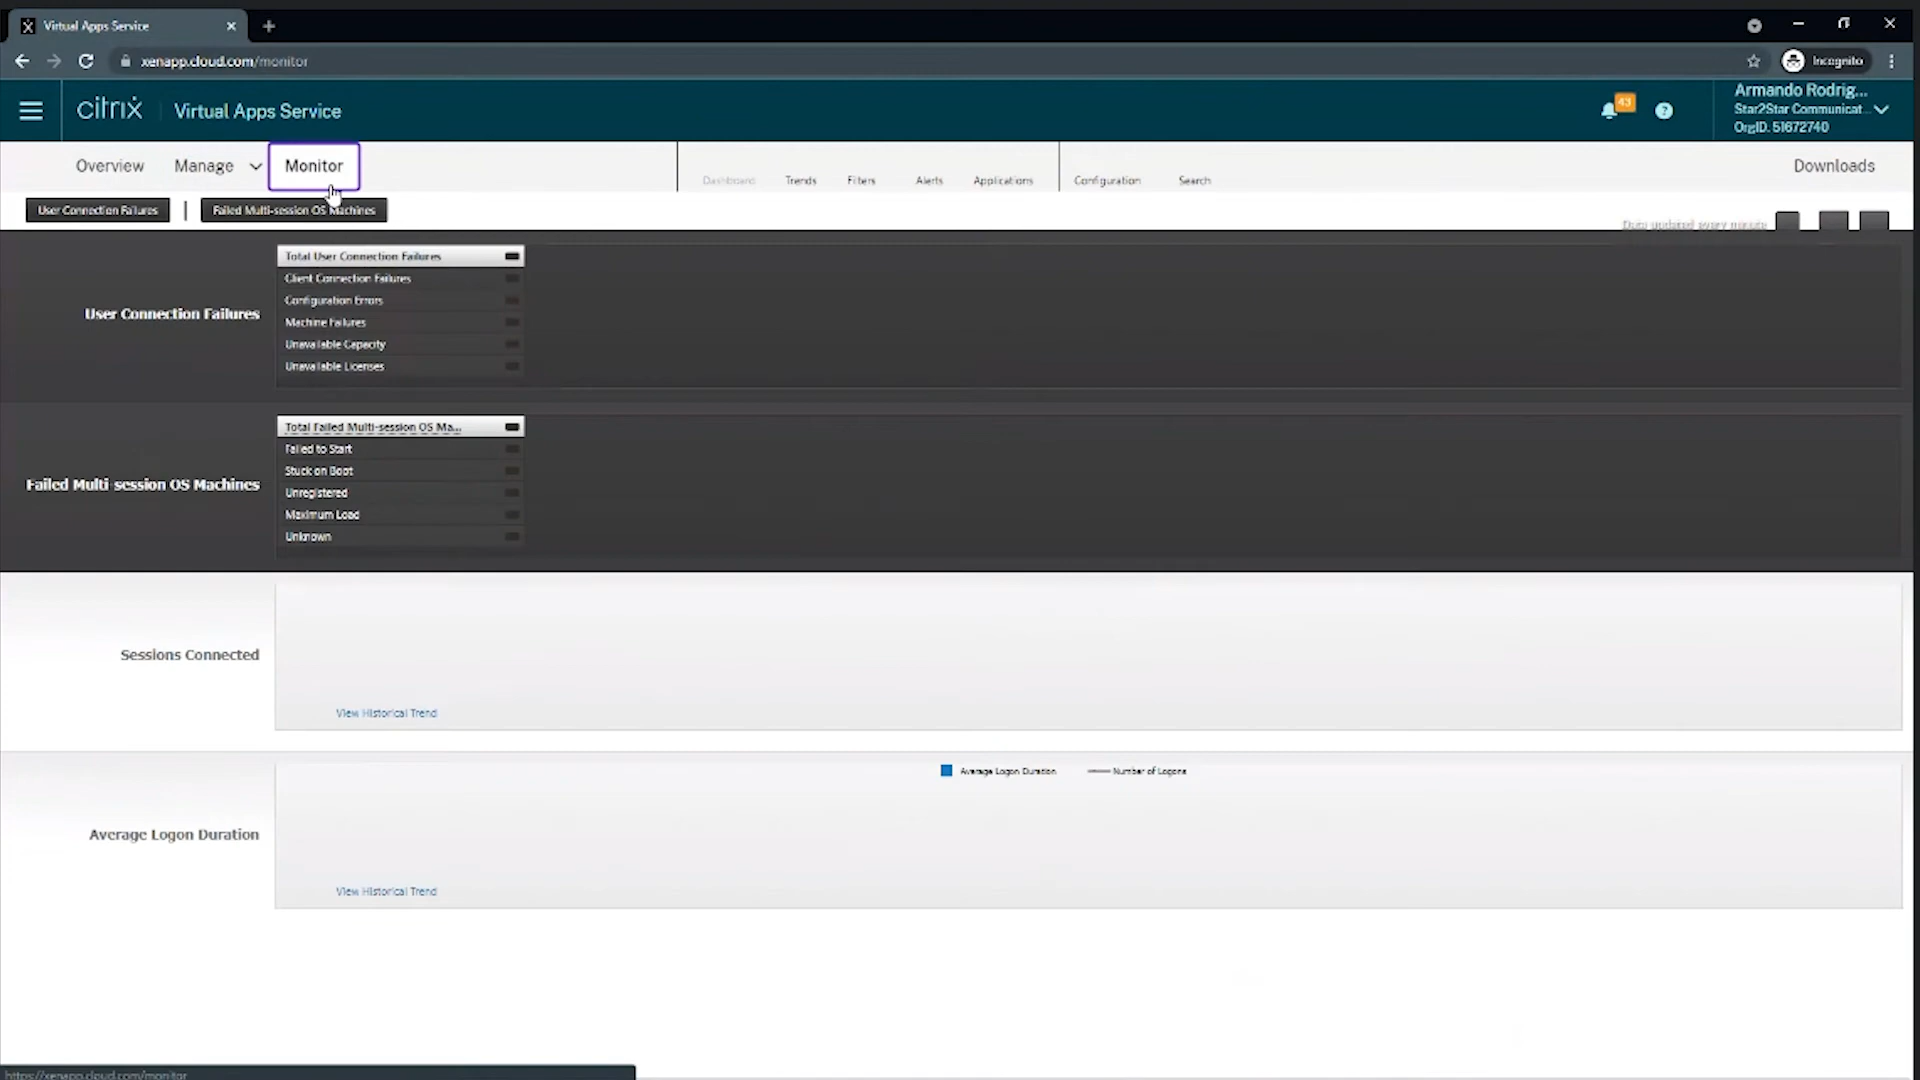 Virtual Apps Service
xenapp.cloud.com/monitor
Incognito
citrix
Virtual Apps Service
43
Armando Rodrig...
Star2Star Communicat...
OrgID. 51672740
Overview
Manage
Monitor
Dashboard
Trends
Filters
Alerts
Applications
Configuration
Search
Downloads
User Connection Failures
Failed Multi-session OS Machines
Data updated every minute
User Connection Failures
Total User Connection Failures
Client Connection Failures
Configuration Errors
Machine Failures
Unavailable Capacity
Unavailable Licenses
Failed Multi-session OS Machines
Total Failed Multi-session OS Ma...
Failed to Start
Stuck on Boot
Unregistered
Maximum Load
Unknown
Sessions Connected
View Historical Trend
Average Logon Duration
Average Logon Duration
Number of Logons
View Historical Trend
https://xenapp.cloud.com/monitor